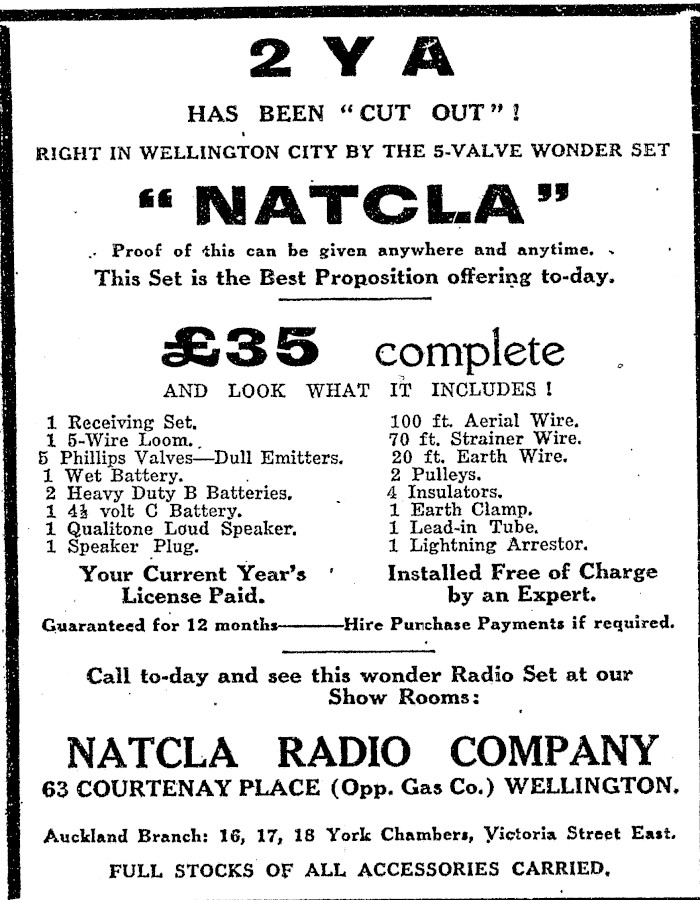 2 Y A
HAS BEEN "CUT OUT"!
RIGHT IN WELLINGTON CITY BY THE 5-VALVE WONDER SET
"NATCLA"
Proof of this can be given anywhere and anytime.
This Set is the Best Proposition offering to-day.
£35 complete
AND LOOK WHAT IT INCLUDES!
1 Receiving Set.
1 5-Wire Loom.
5 Phillips Valves—Dull Emitters.
1 Wet Battery.
2 Heavy Duty B Batteries.
1 4½ volt C Battery.
1 Qualitone Loud Speaker.
1 Speaker Plug.
Your Current Year's
License Paid.
100 ft. Aerial Wire.
70 ft. Strainer Wire.
20 ft. Earth Wire.
2 Pulleys.
4 Insulators.
1 Earth Clamp.
1 Lead-in Tube.
1 Lightning Arrestor.
Installed Free of Charge
by an Expert.
Guaranteed for 12 months———Hire Purchase Payments if required.
Call to-day and see this wonder Radio Set at our
Show Rooms:
NATCLA RADIO COMPANY
63 COURTENAY PLACE (Opp. Gas Co.) WELLINGTON.
Auckland Branch: 16, 17, 18 York Chambers, Victoria Street East.
FULL STOCKS OF ALL ACCESSORIES CARRIED.